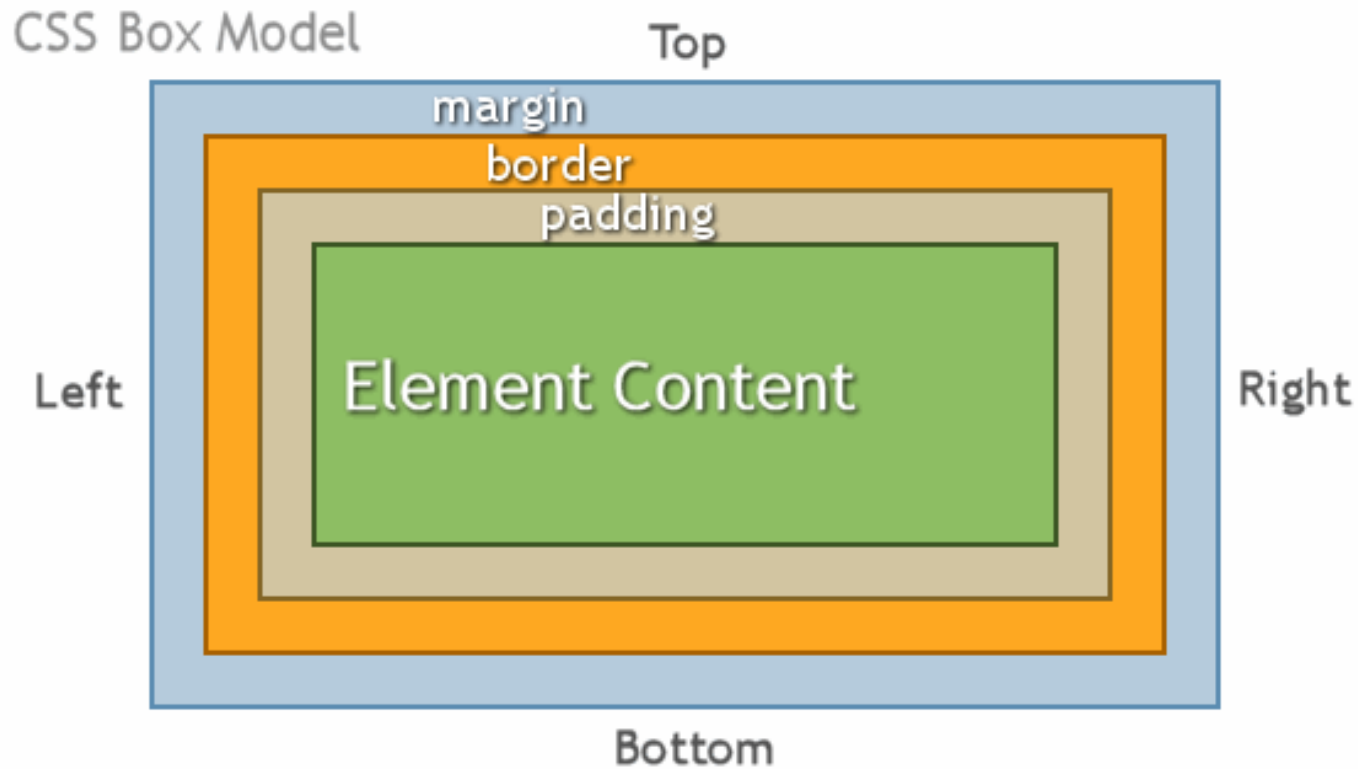 CSS Box Model
Top
margin
border
padding
Left
Element Content
Right
Bottom